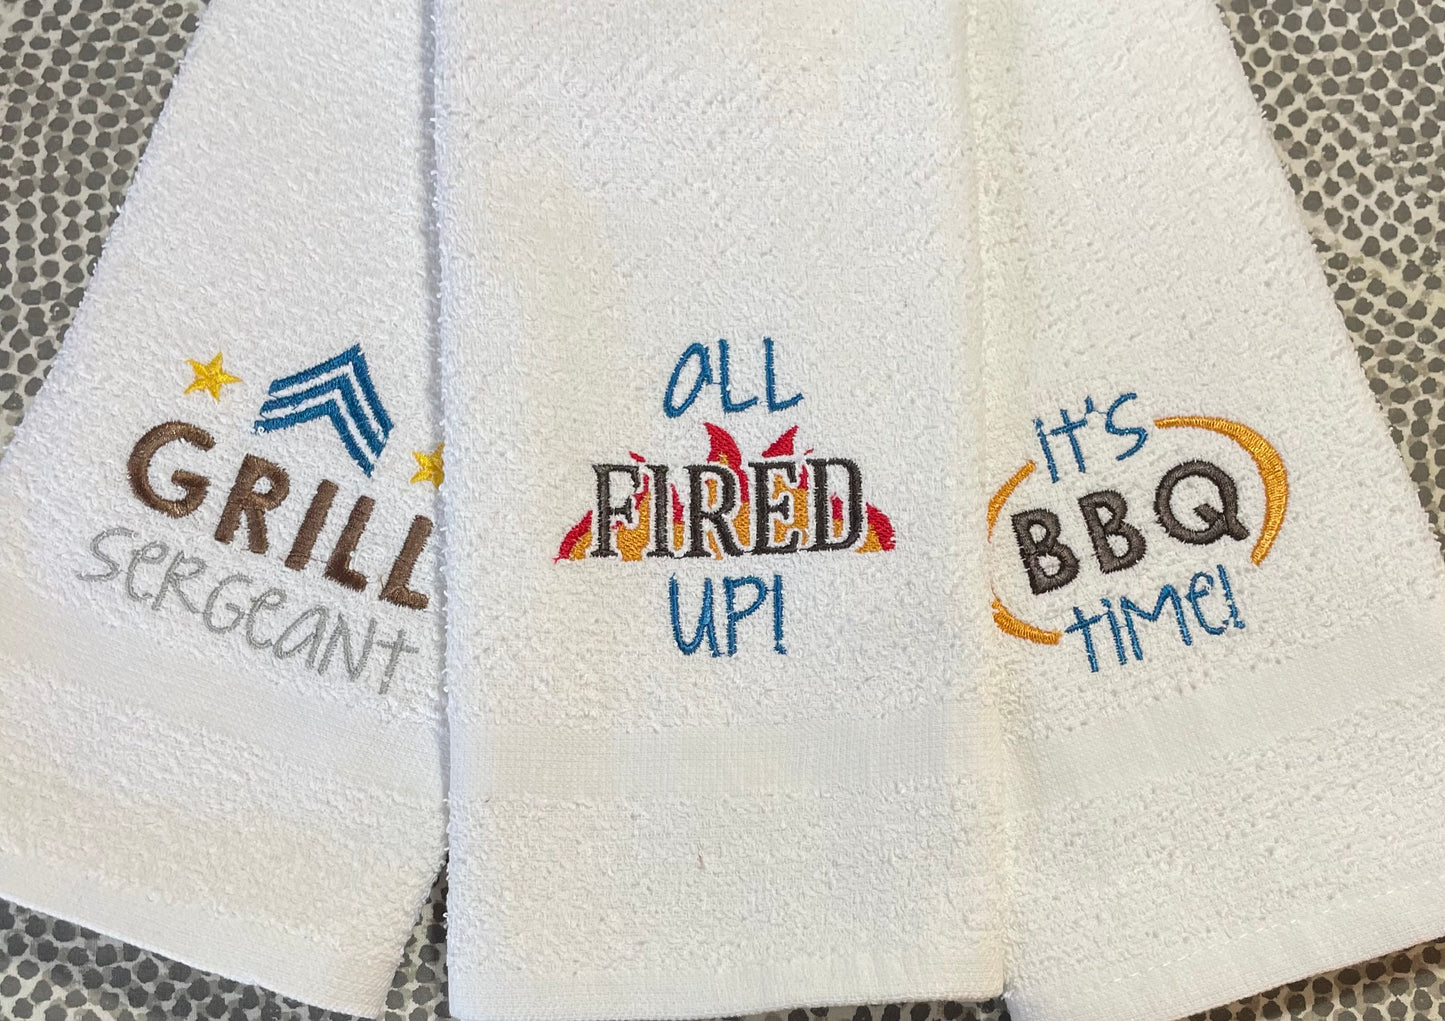 GRILL
SERGEANT
ALL
FIRED
UP!
IT'S
BBQ
TIME!